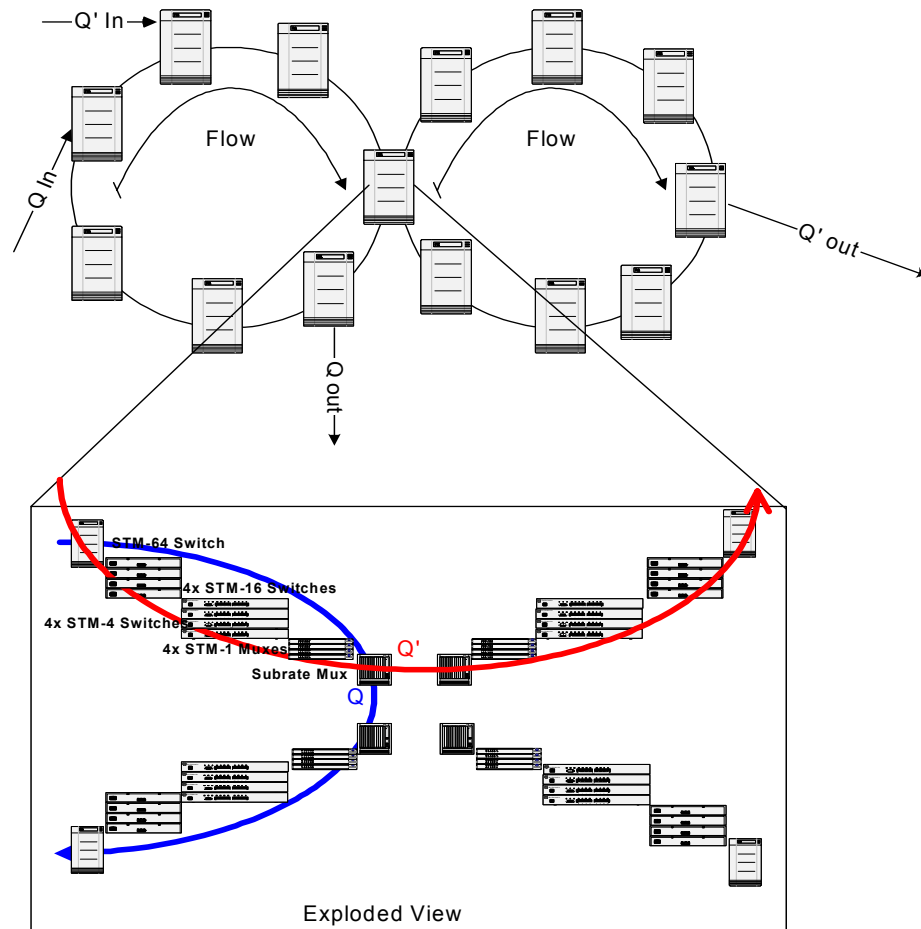 Q' In
Flow
Flow
Q In
Q' out
Q out
STM-64 Switch
4x STM-16 Switches
4x STM-4 Switches
4x STM-1 Muxes
Q'
Subrate Mux
Q
Exploded View